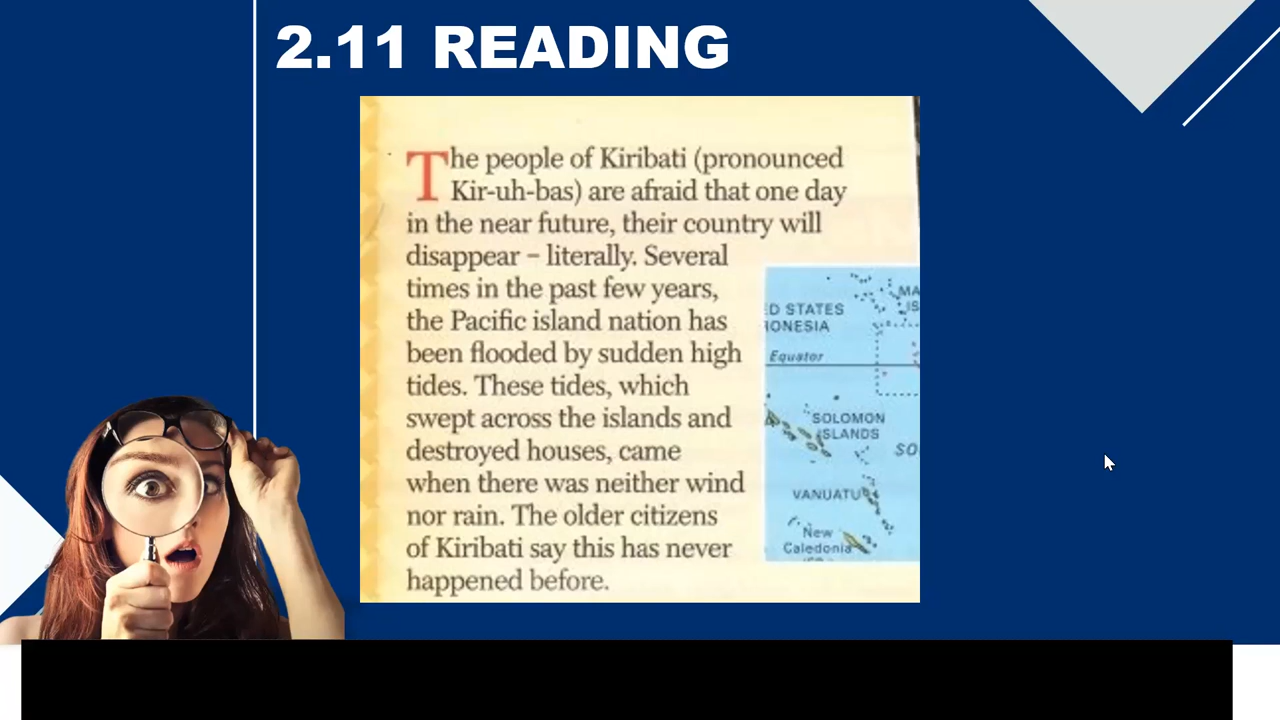 2.11 READING
The people of Kiribati (pronounced
Kir-uh-bas) are afraid that one day
in the near future, their country will
disappear – literally. Several
times in the past few years,
the Pacific island nation has
been flooded by sudden high
tides. These tides, which
swept across the islands and
destroyed houses, came
when there was neither wind
nor rain. The older citizens
of Kiribati say this has never
happened before.
D STATES
ONESIA
MA
IS
Equator
SOLOMON
ISLANDS
SO
VANUATU
New
Caledonia